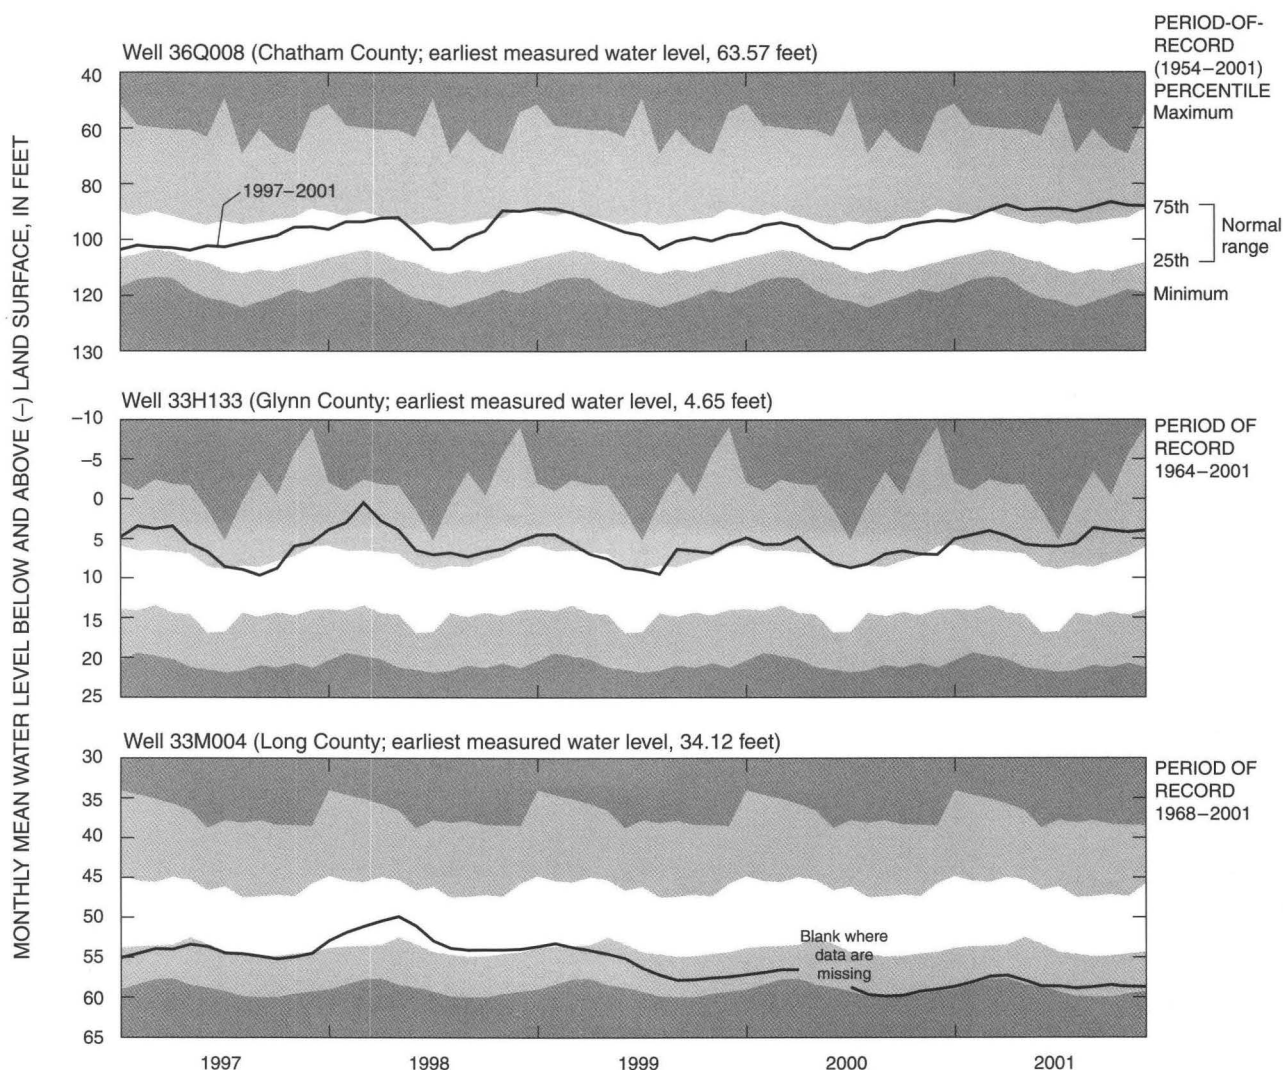 MONTHLY MEAN WATER LEVEL BELOW AND ABOVE (–) LAND SURFACE, IN FEET
Well 36Q008 (Chatham County; earliest measured water level, 63.57 feet)
40
60
80
100
120
130
1997–2001
PERIOD-OF-
RECORD
(1954–2001)
PERCENTILE
Maximum
75th
Normal
range
25th
Minimum
Well 33H133 (Glynn County; earliest measured water level, 4.65 feet)
–10
–5
0
5
10
15
20
25
PERIOD OF
RECORD
1964–2001
Well 33M004 (Long County; earliest measured water level, 34.12 feet)
30
35
40
45
50
55
60
65
Blank where
data are
missing
PERIOD OF
RECORD
1968–2001
1997
1998
1999
2000
2001